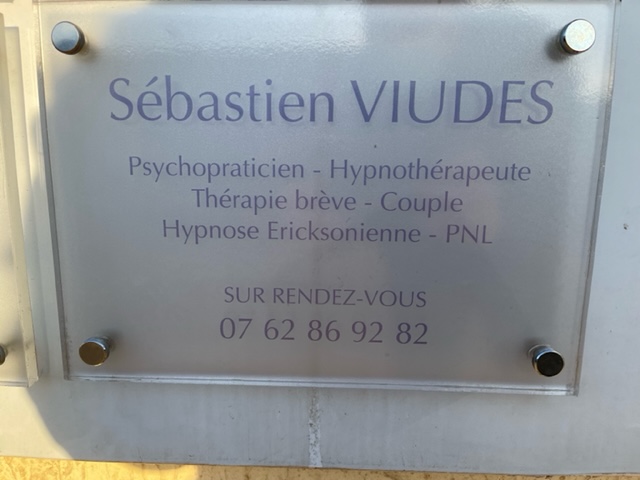 Sébastien VIUDES
Psychopraticien - Hypnothérapeute
Thérapie brève - Couple
Hypnose Ericksonienne - PNL
SUR RENDEZ-VOUS
07 62 86 92 82